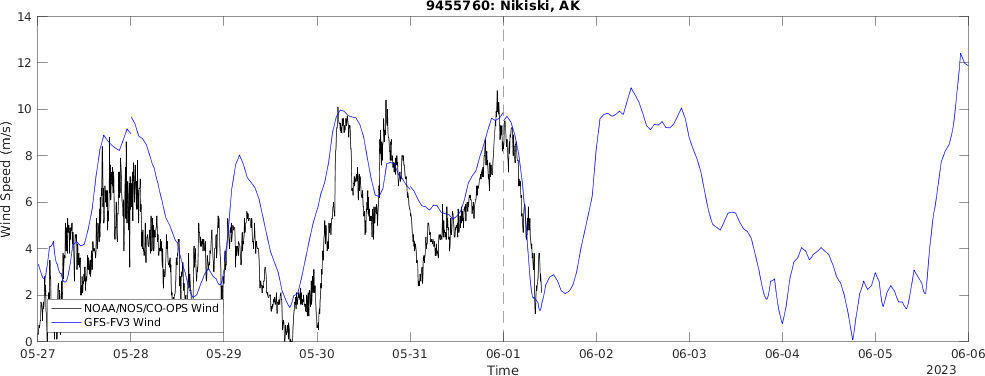 9455760: Nikiski, AK
Wind Speed (m/s)
14
12
10
8
6
4
2
0
NOAA/NOS/CO-OPS Wind
GFS-FV3 Wind
05-27 05-28 05-29 05-30 05-31 06-01 06-02 06-03 06-04 06-05 06-06
Time
2023